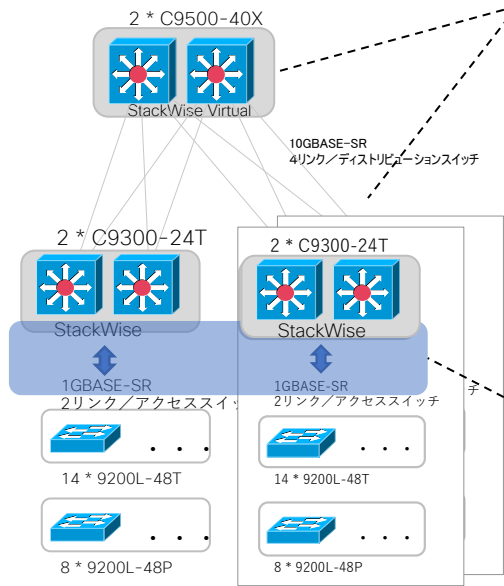 2 * C9500-40X
StackWise Virtual
10GBASE-SR
4リンク／ディストリビューションスイッチ
2 * C9300-24T
StackWise
2 * C9300-24T
StackWise
1GBASE-SR
2リンク／アクセススイッ
1GBASE-SR
2リンク／アクセススイッチ
チ
. . .
14 * 9200L-48T
. . .
14 * 9200L-48T
. . .
8 * 9200L-48P
. . .
8 * 9200L-48P